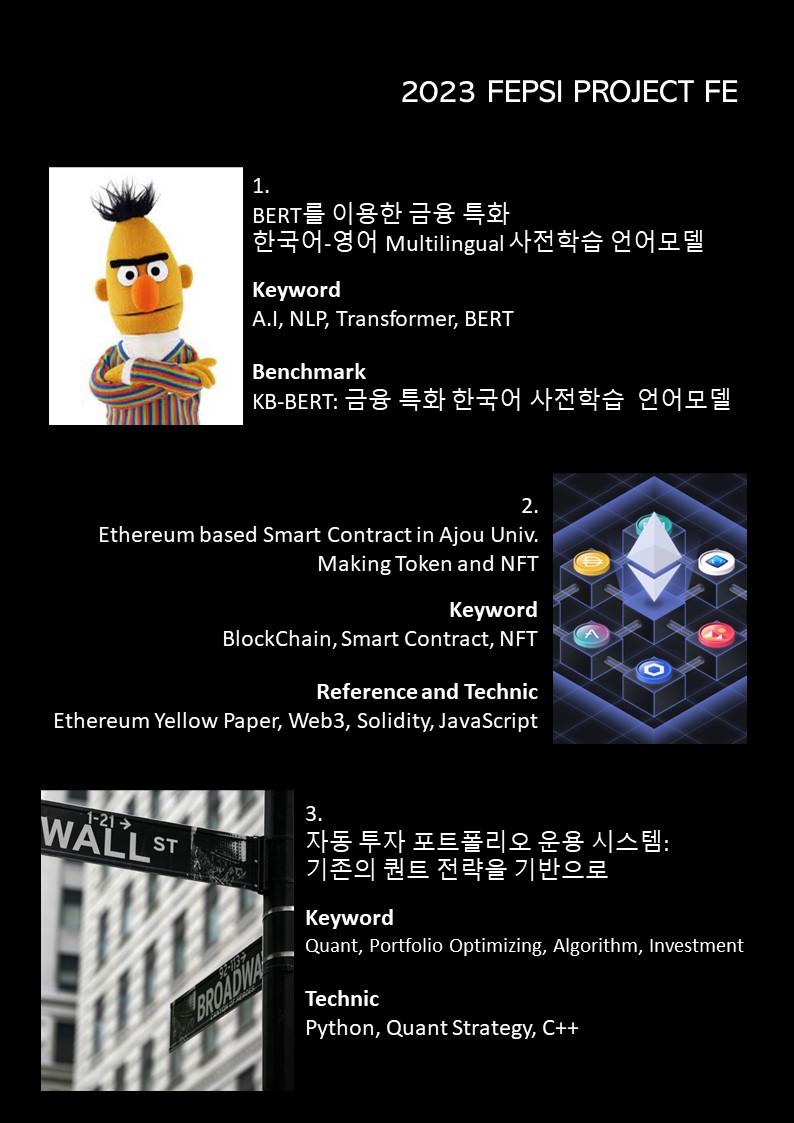 2023 FEPSI PROJECT FE
1.
BERT를 이용한 금융 특화
한국어-영어 Multilingual 사전학습 언어모델
Keyword
A.I, NLP, Transformer, BERT
Benchmark
KB-BERT: 금융 특화 한국어 사전학습 언어모델
2.
Ethereum based Smart Contract in Ajou Univ.
Making Token and NFT
Keyword
BlockChain, Smart Contract, NFT
Reference and Technic
Ethereum Yellow Paper, Web3, Solidity, JavaScript
1-21 →
WALL ST
BROADWA
3.
자동 투자 포트폴리오 운용 시스템:
기존의 퀀트 전략을 기반으로
Keyword
Quant, Portfolio Optimizing, Algorithm, Investment
Technic
Python, Quant Strategy, C++